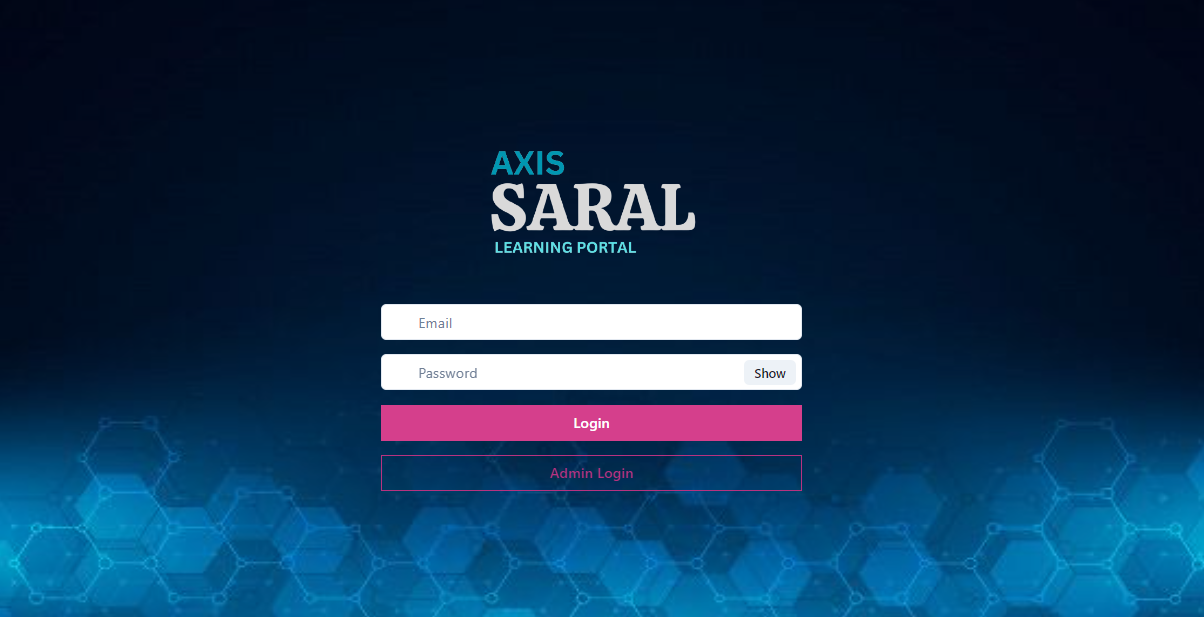 AXIS
SARAL
LEARNING PORTAL
Email
Password Show
Login
Admin Login